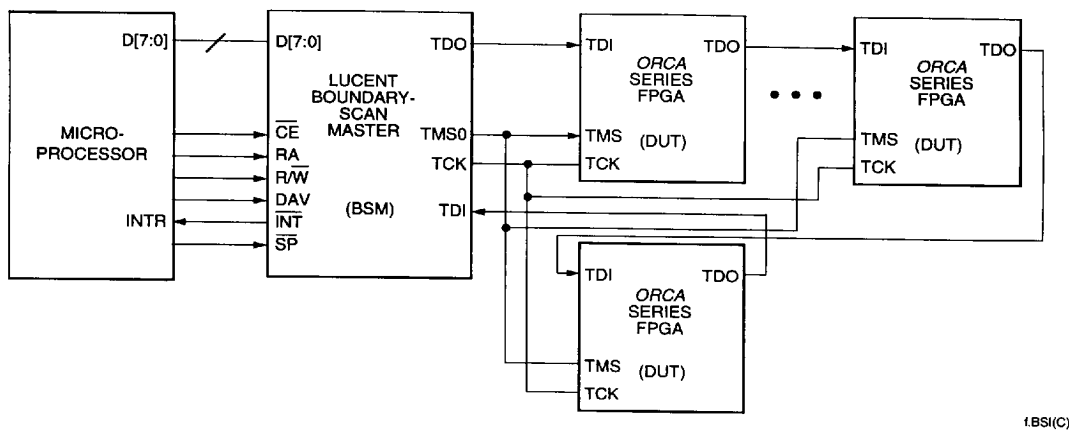 D[7:0]
MICRO-
PROCESSOR
INTR
D[7:0]
TDO
LUCENT
BOUNDARY-
SCAN
MASTER
TMS0
TCK
CE
RA
R/W
DAV
INT
SP
(BSM)
TDI
TDI
TDO
ORCA
SERIES
FPGA
TMS
(DUT)
TCK
• • •
TDI
TDO
ORCA
SERIES
FPGA
TMS
(DUT)
TCK
TDI
TDO
ORCA
SERIES
FPGA
TMS
(DUT)
TCK
f.BSI(C)